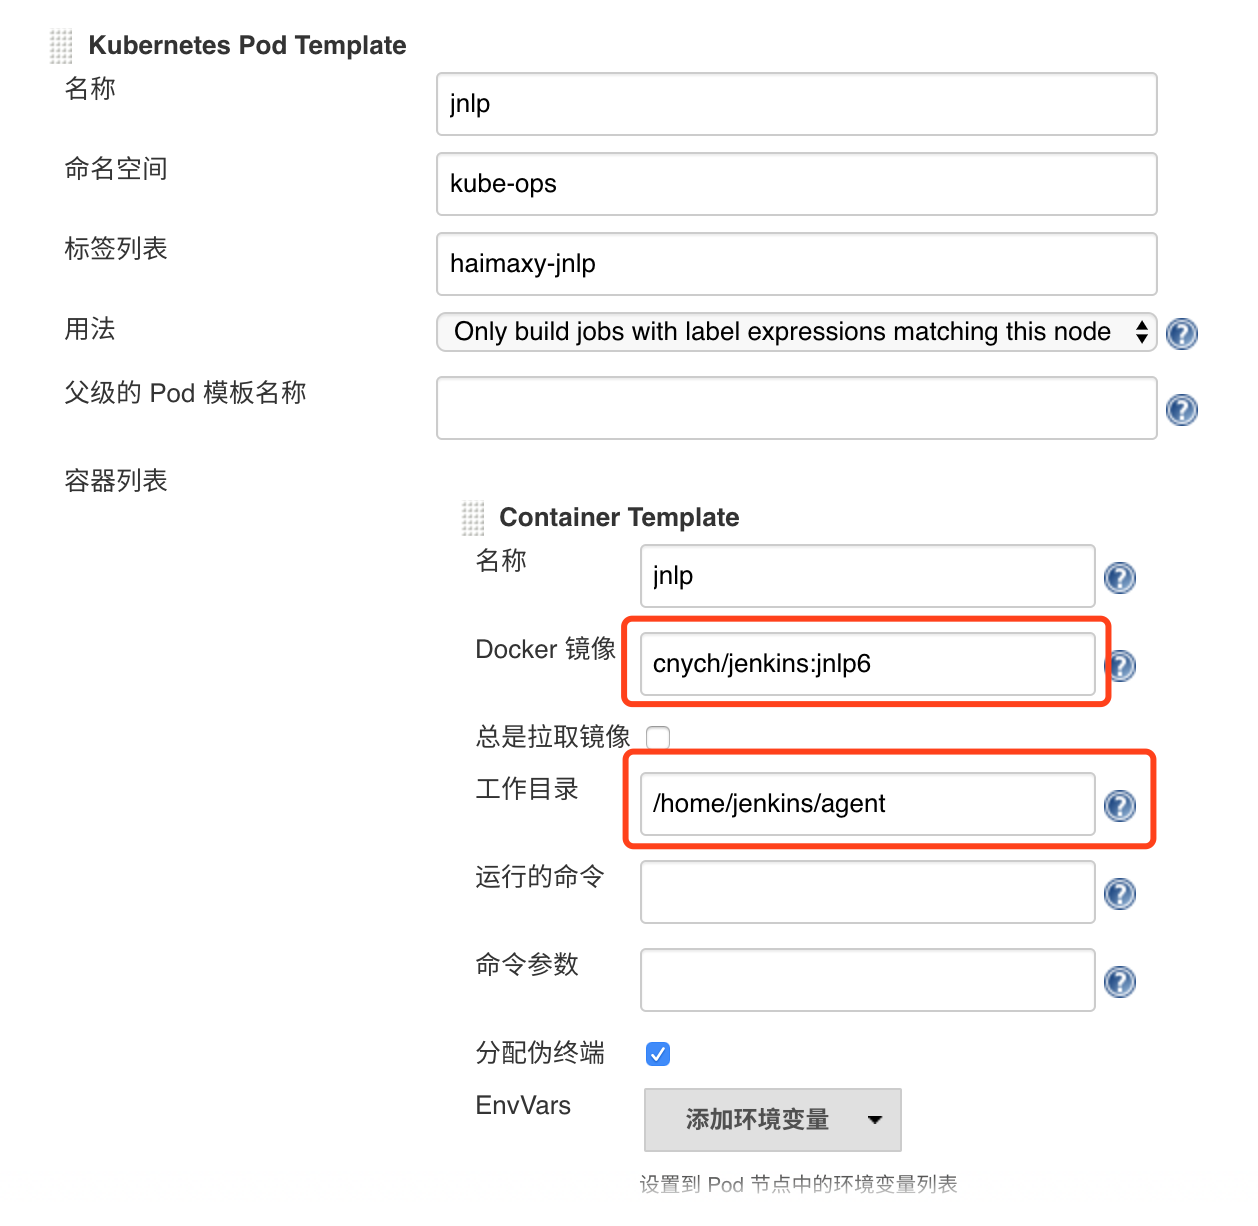 Kubernetes Pod Template
名称
jnlp
命名空间
kube-ops
标签列表
haimaxy-jnlp
用法
Only build jobs with label expressions matching this node
父级的 Pod 模板名称
容器列表
Container Template
名称
jnlp
Docker 镜像
cnych/jenkins:jnlp6
总是拉取镜像
工作目录
/home/jenkins/agent
运行的命令
命令参数
分配伪终端
EnvVars
添加环境变量
设置到 Pod 节点中的环境变量列表